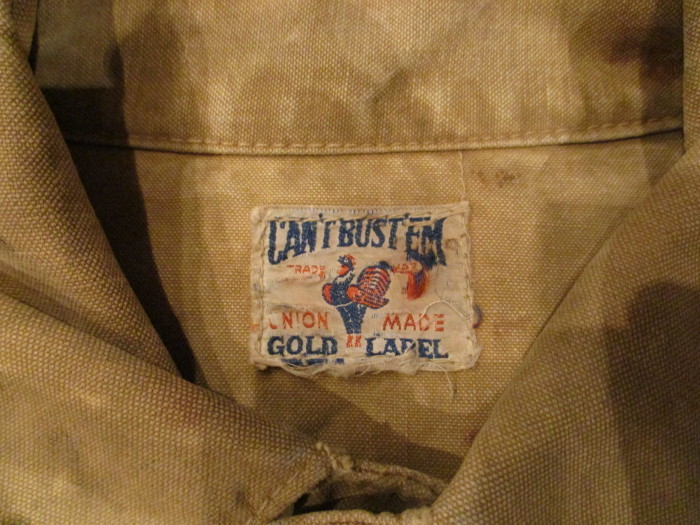 CAN'T BUST 'EM
TRADE MARK
UNION MADE
GOLD LABEL